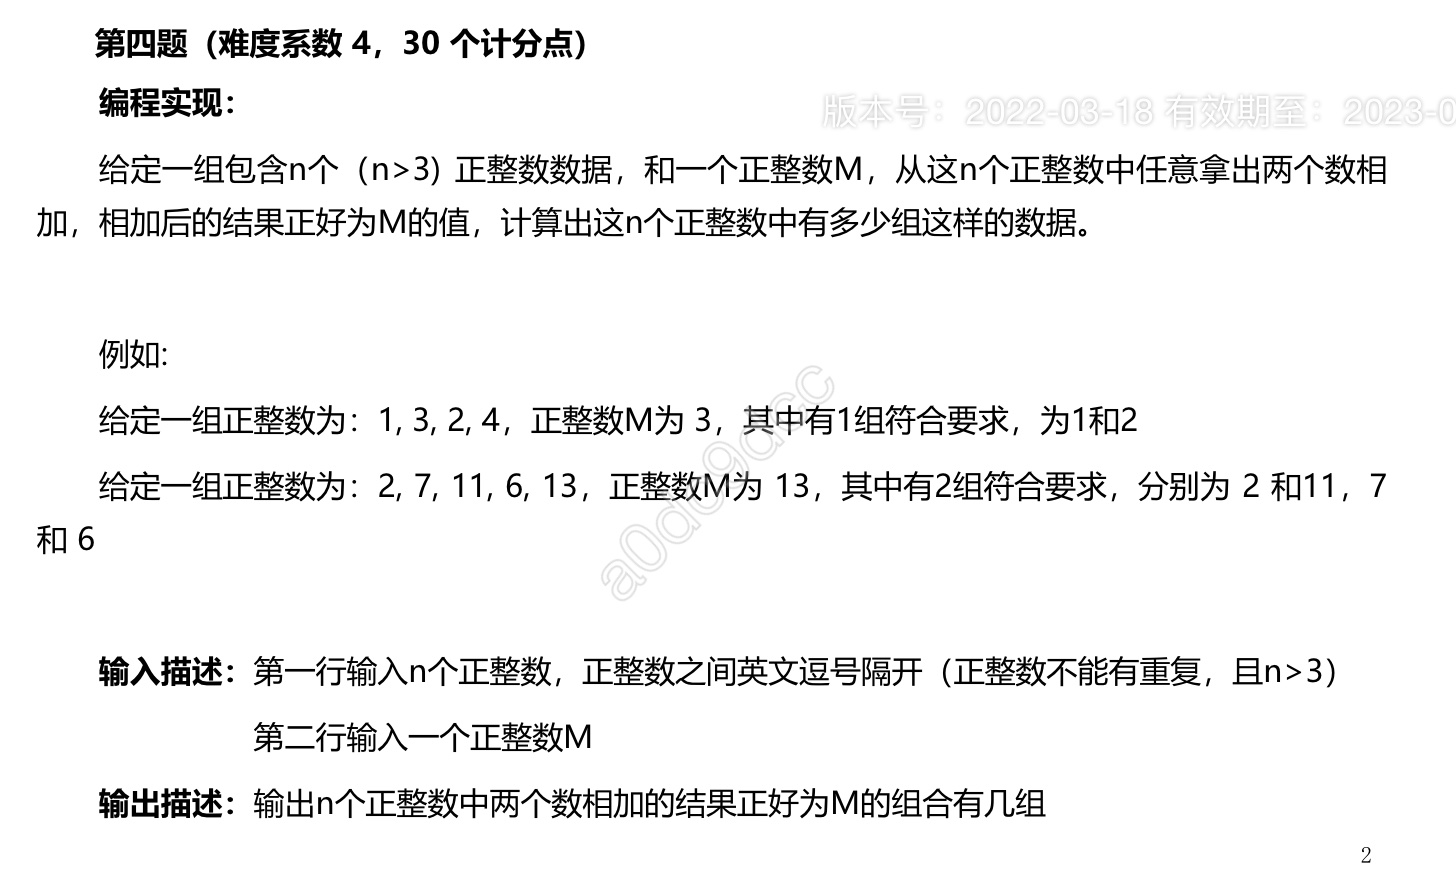 第四题（难度系数 4，30 个计分点）
编程实现：
版本号： 2022-03-18 有效期至： 2023-0
给定一组包含n个（n>3）正整数数据，和一个正整数M，从这n个正整数中任意拿出两个数相
加，相加后的结果正好为M的值，计算出这n个正整数中有多少组这样的数据。
例如:
给定一组正整数为：1, 3, 2, 4，正整数M为 3，其中有1组符合要求，为1和2
给定一组正整数为：2, 7, 11, 6, 13，正整数M为 13，其中有2组符合要求，分别为 2 和11，7
和 6
a0dc9dcc
输入描述：第一行输入n个正整数，正整数之间英文逗号隔开（正整数不能有重复，且n>3）
第二行输入一个正整数M
输出描述：输出n个正整数中两个数相加的结果正好为M的组合有几组
2